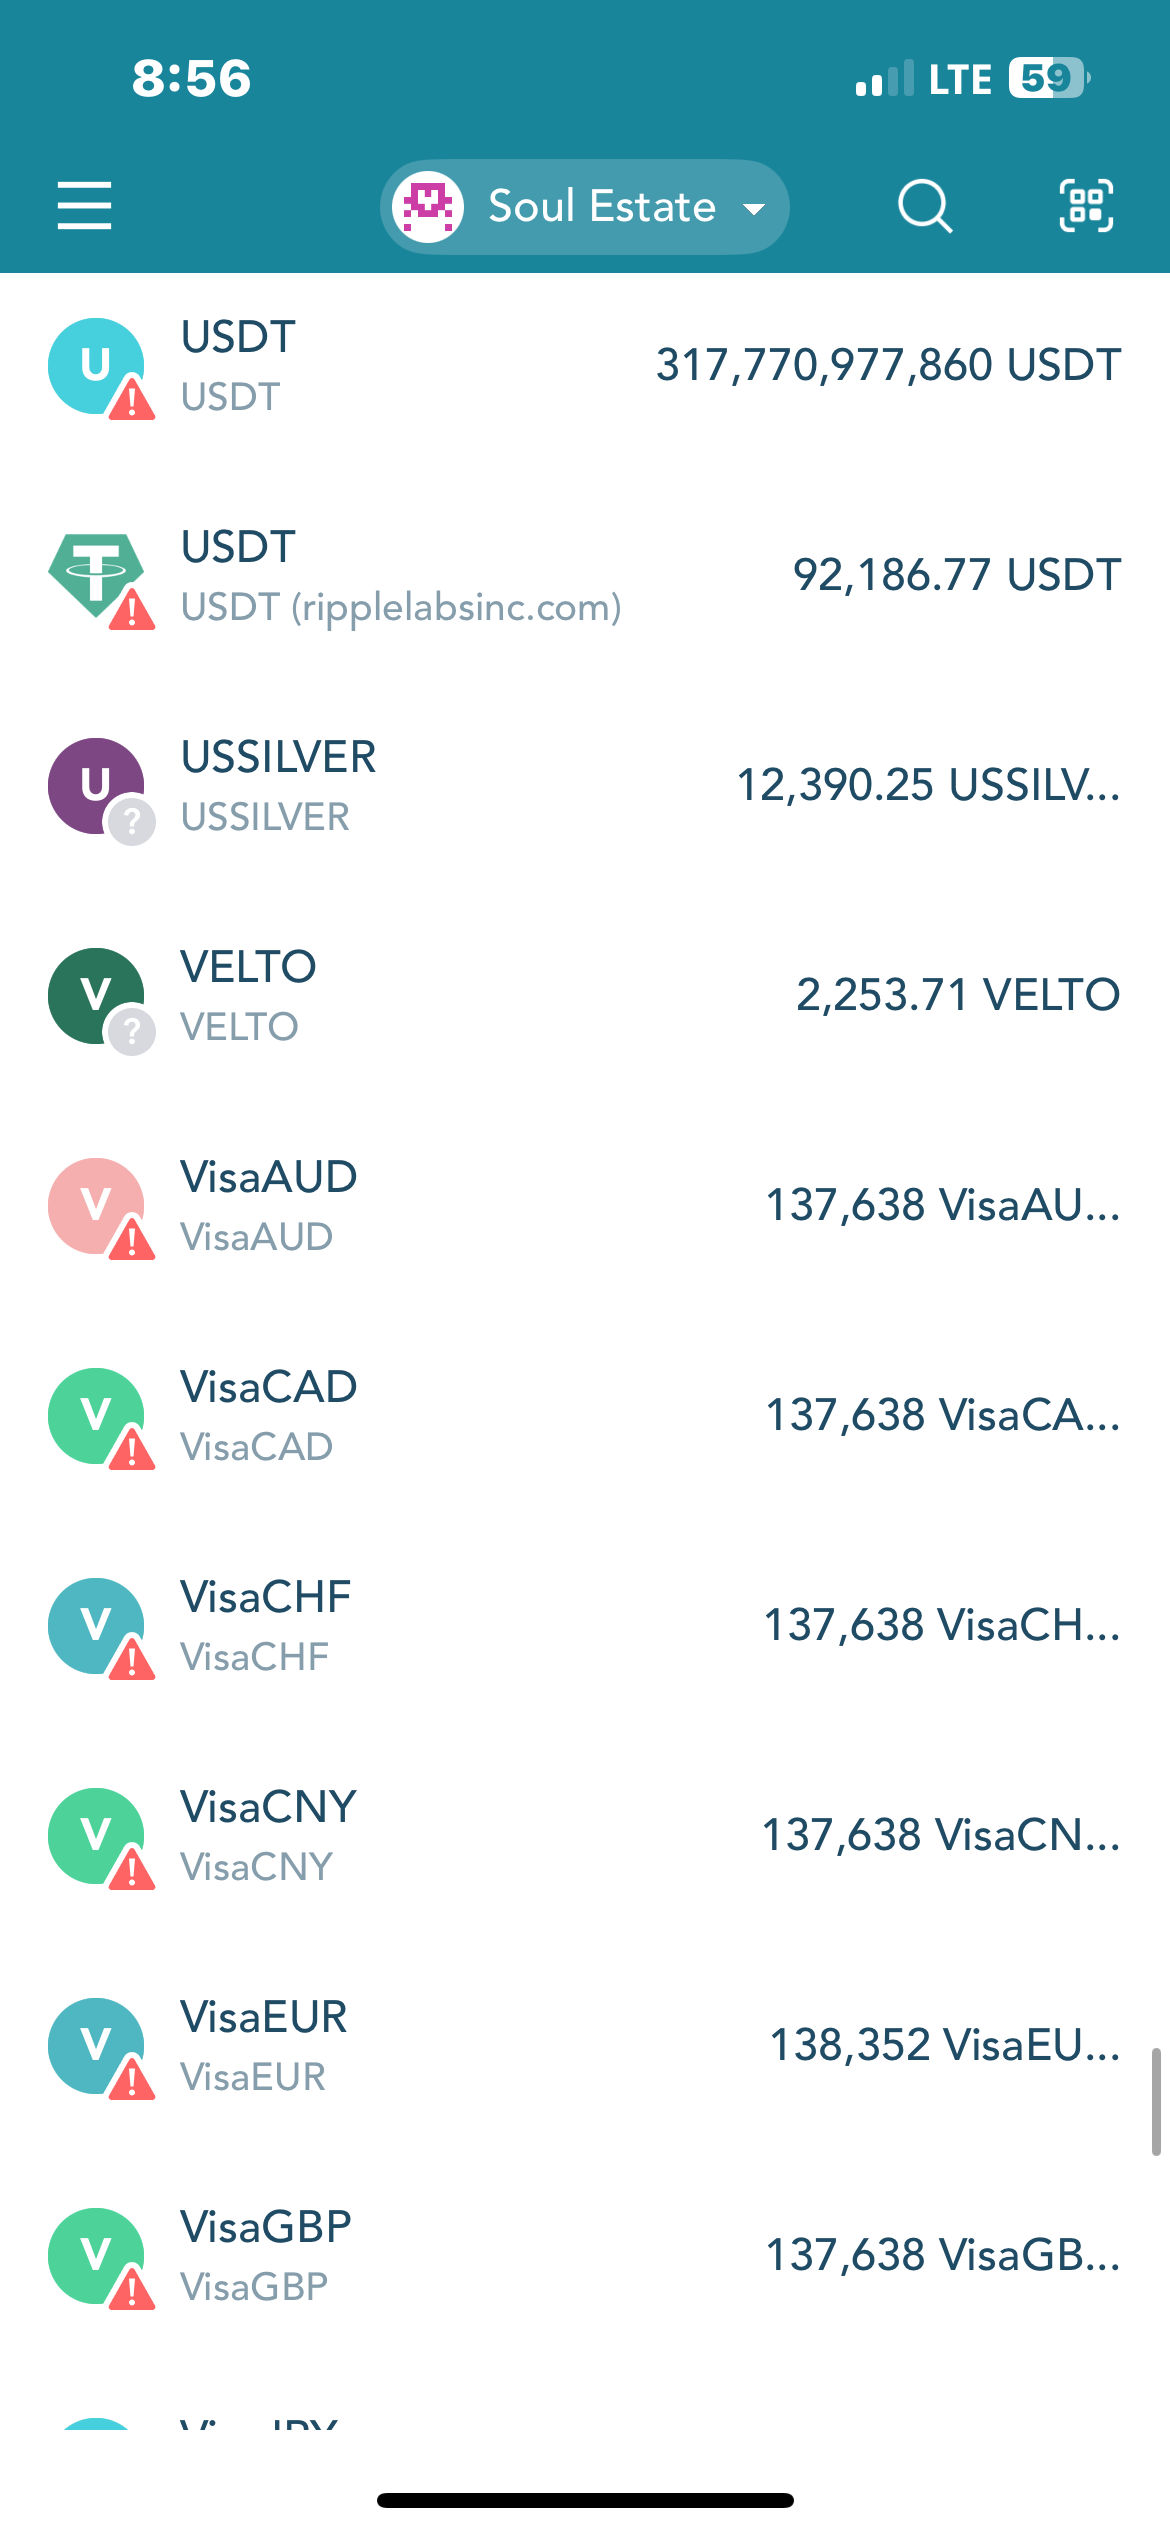 8:56
LTE 59
Soul Estate
U
USDT
USDT
317,770,977,860 USDT
T
USDT
USDT (ripplelabsinc.com)
92,186.77 USDT
U
?
USSILVER
USSILVER
12,390.25 USSILV...
V
?
VELTO
VELTO
2,253.71 VELTO
V
VisaAUD
VisaAUD
137,638 VisaAU...
V
VisaCAD
VisaCAD
137,638 VisaCA...
V
VisaCHF
VisaCHF
137,638 VisaCH...
V
VisaCNY
VisaCNY
137,638 VisaCN...
V
VisaEUR
VisaEUR
138,352 VisaEU...
V
VisaGBP
VisaGBP
137,638 VisaGB...